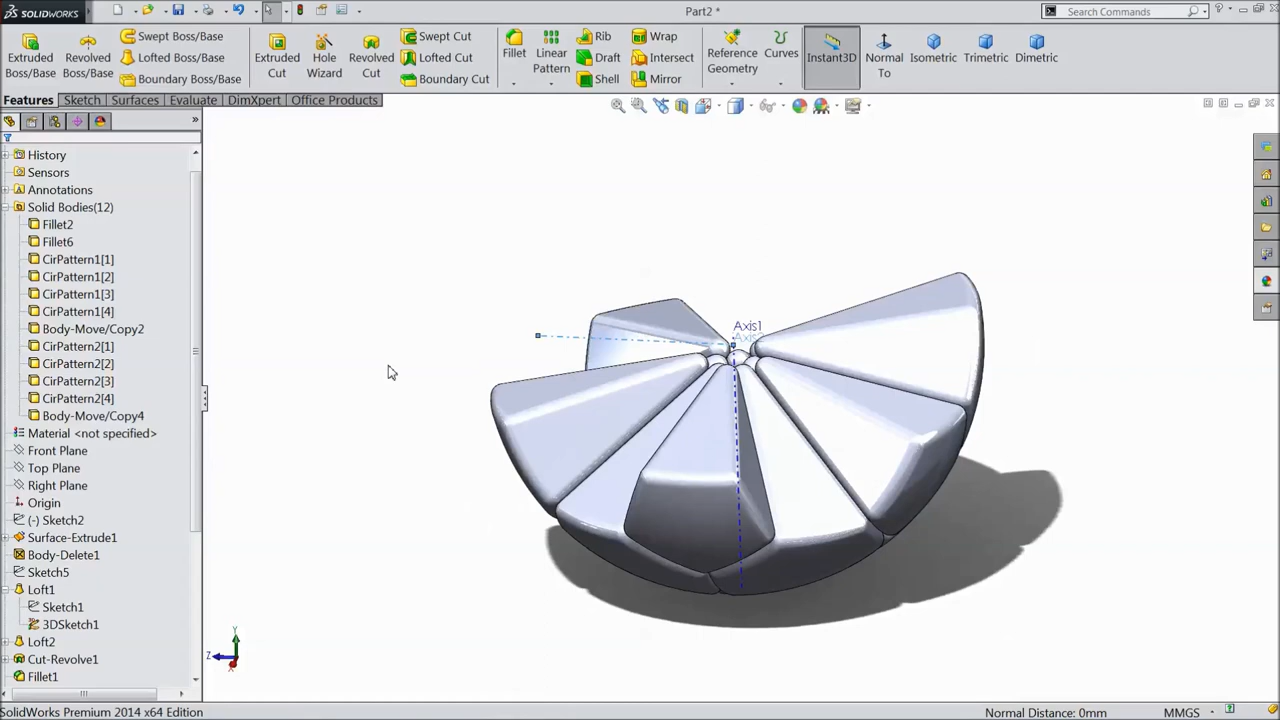 SOLIDWORKS
Part2 *
Search Commands
Extruded Boss/Base
Revolved Boss/Base
Swept Boss/Base
Lofted Boss/Base
Boundary Boss/Base
Extruded Cut
Hole Wizard
Revolved Cut
Swept Cut
Lofted Cut
Boundary Cut
Fillet
Linear Pattern
Rib
Draft
Shell
Wrap
Intersect
Mirror
Reference Geometry
Curves
Instant3D
Normal To
Isometric
Trimetric
Dimetric
Features
Sketch
Surfaces
Evaluate
DimXpert
Office Products
History
Sensors
Annotations
Solid Bodies(12)
Fillet2
Fillet6
CirPattern1[1]
CirPattern1[2]
CirPattern1[3]
CirPattern1[4]
Body-Move/Copy2
CirPattern2[1]
CirPattern2[2]
CirPattern2[3]
CirPattern2[4]
Body-Move/Copy4
Material <not specified>
Front Plane
Top Plane
Right Plane
Origin
(-) Sketch2
Surface-Extrude1
Body-Delete1
Sketch5
Loft1
Sketch1
3DSketch1
Loft2
Cut-Revolve1
Fillet1
Axis1
Y
Z
X
SolidWorks Premium 2014 x64 Edition
Normal Distance: 0mm
MMGS